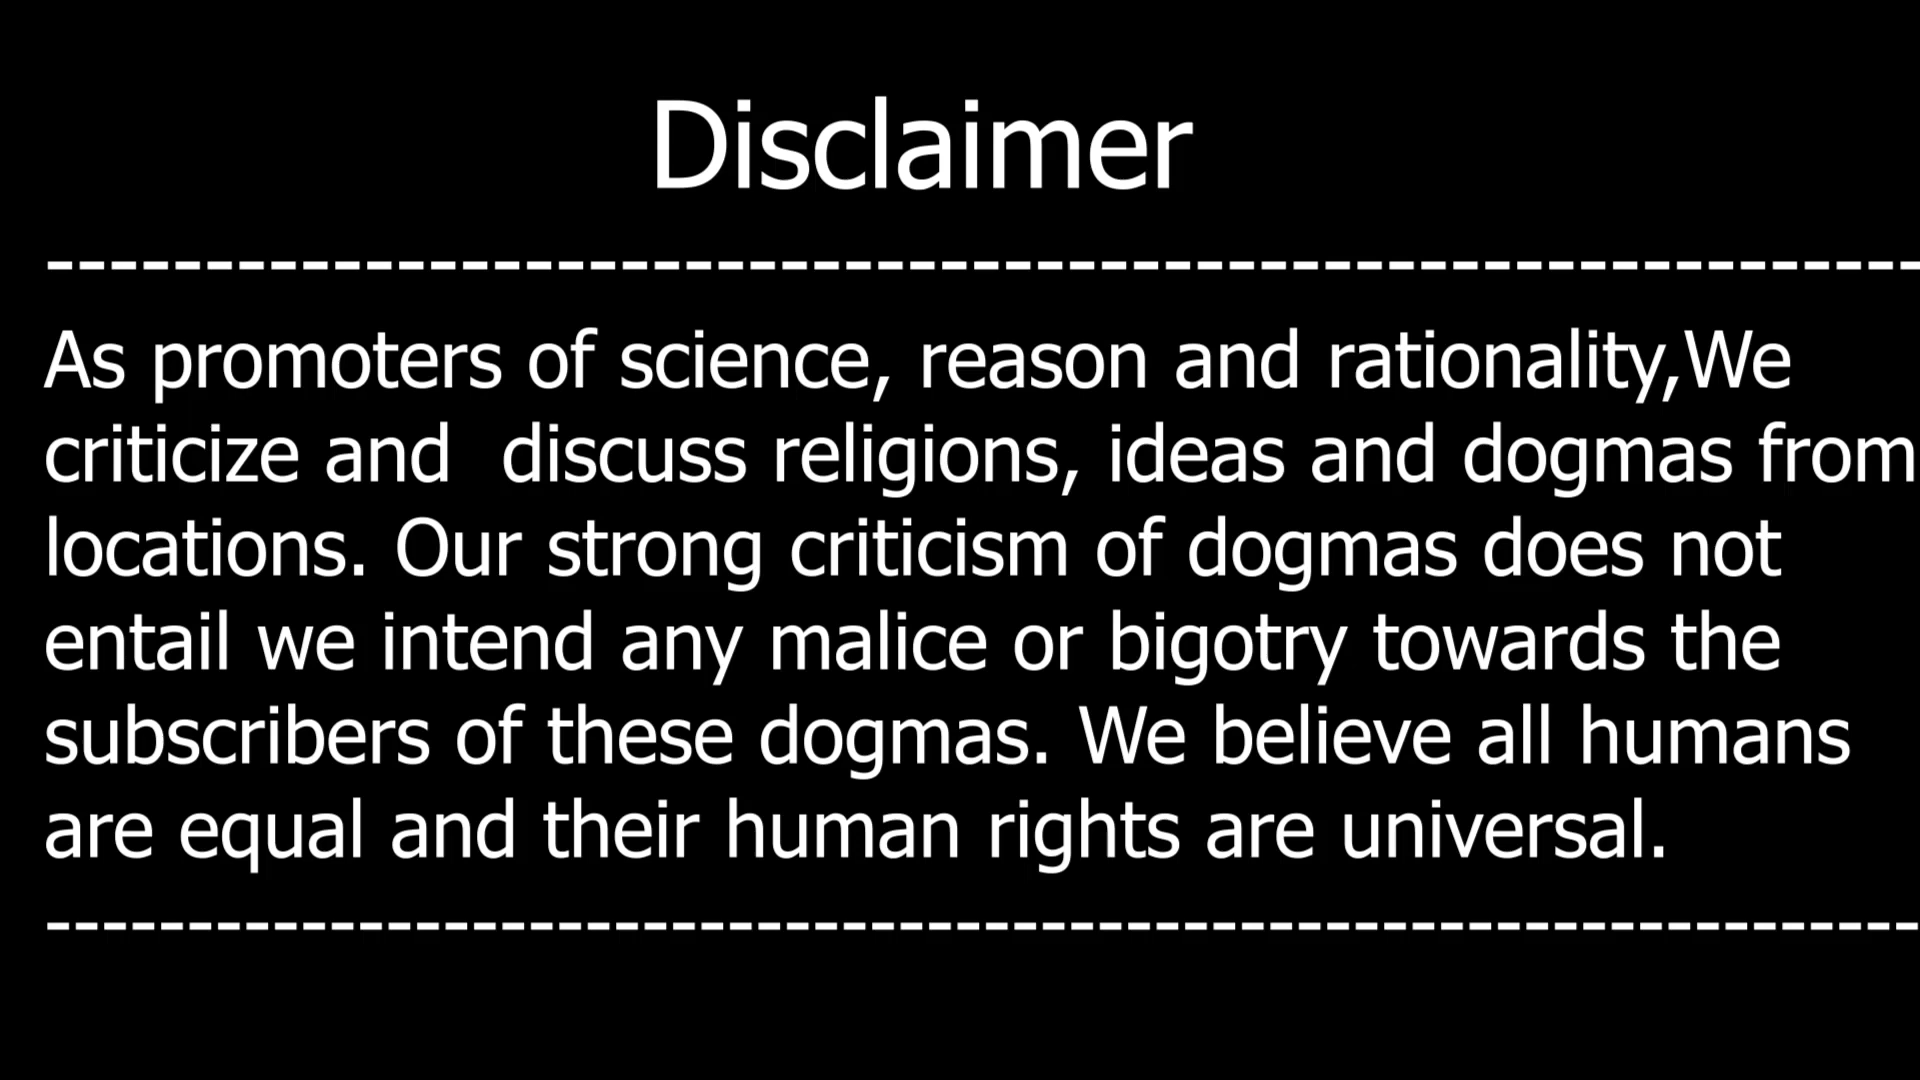 Disclaimer
------------------------------------------------------------
As promoters of science, reason and rationality,We
criticize and  discuss religions, ideas and dogmas from
locations. Our strong criticism of dogmas does not
entail we intend any malice or bigotry towards the
subscribers of these dogmas. We believe all humans
are equal and their human rights are universal.
------------------------------------------------------------------